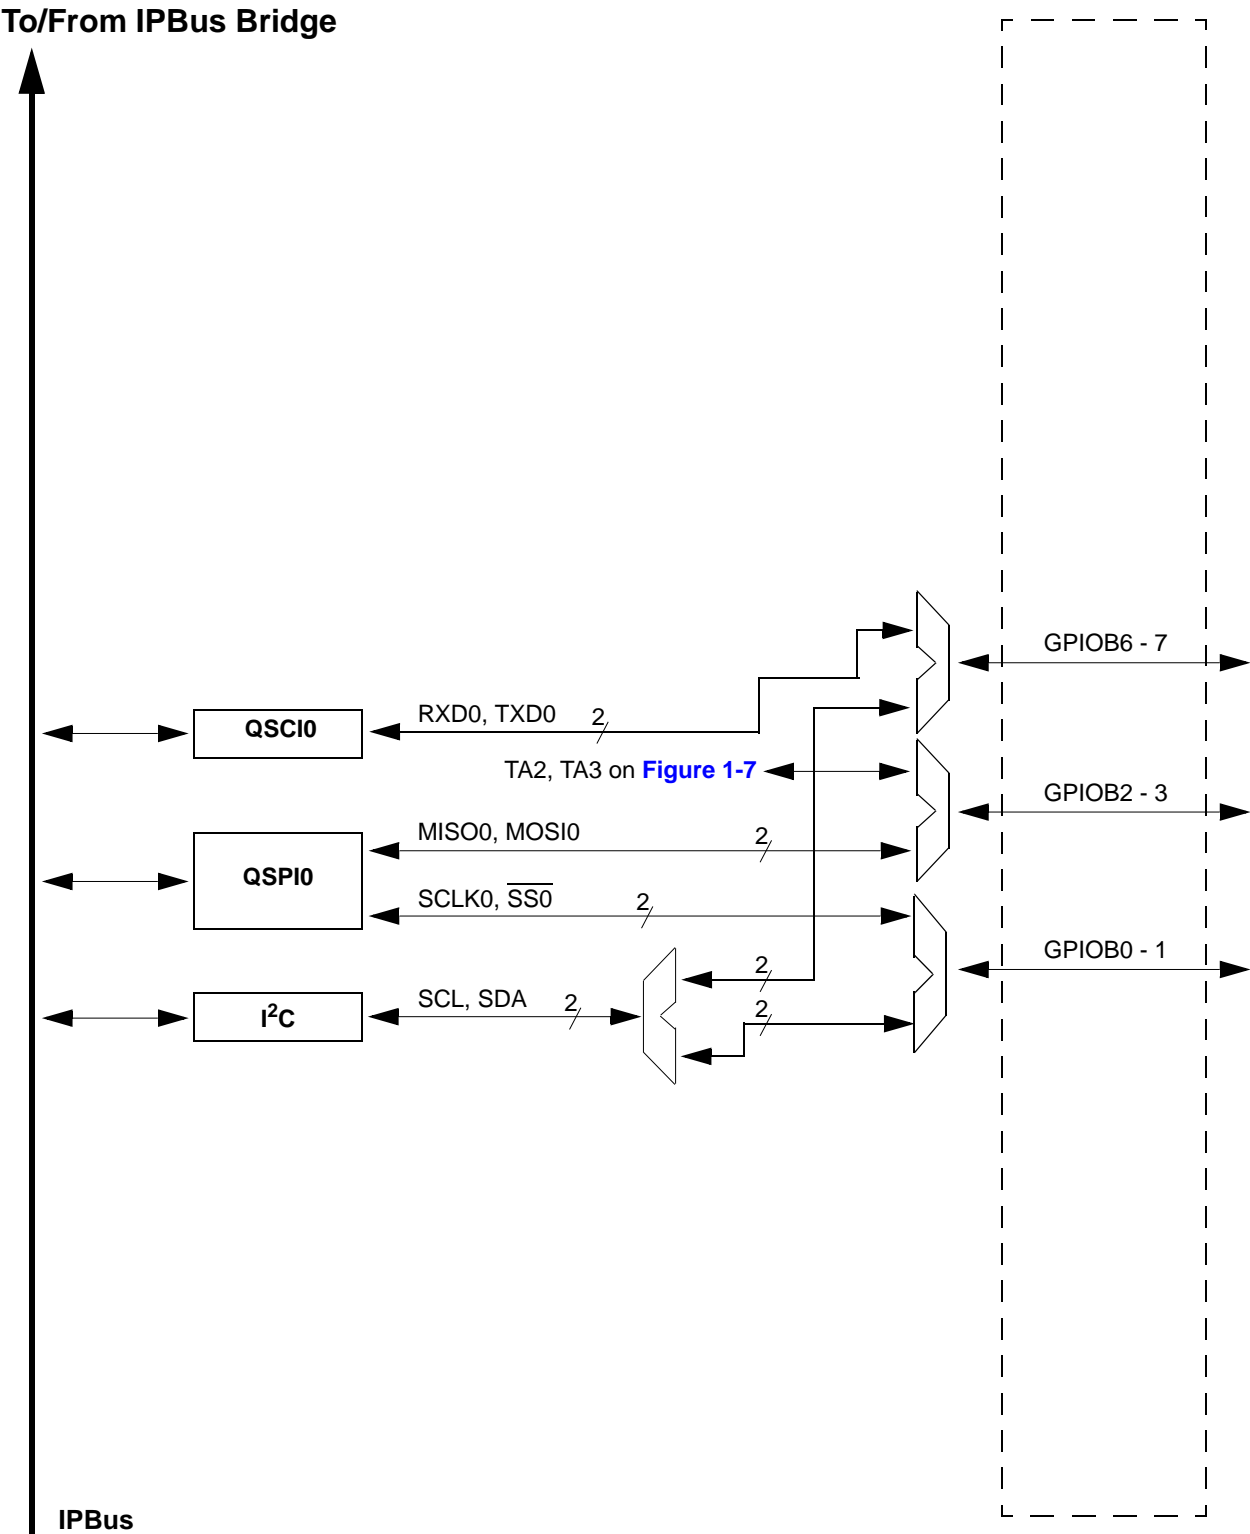 To/From IPBus Bridge
GPIOB6 - 7
RXD0, TXD0 2
QSCI0
TA2, TA3 on Figure 1-7
GPIOB2 - 3
MISO0, MOSI0 2
QSPI0
SCLK0, S̅S̅0̅ 2
GPIOB0 - 1
2
SCL, SDA 2 2
I²C
IPBus